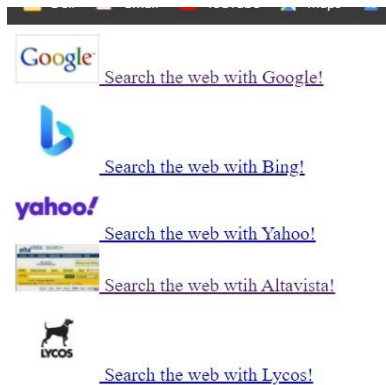 Google
Search the web with Google!
Search the web with Bing!
yahoo!
Search the web with Yahoo!
Search the web wtih Altavista!
LYCOS
Search the web with Lycos!